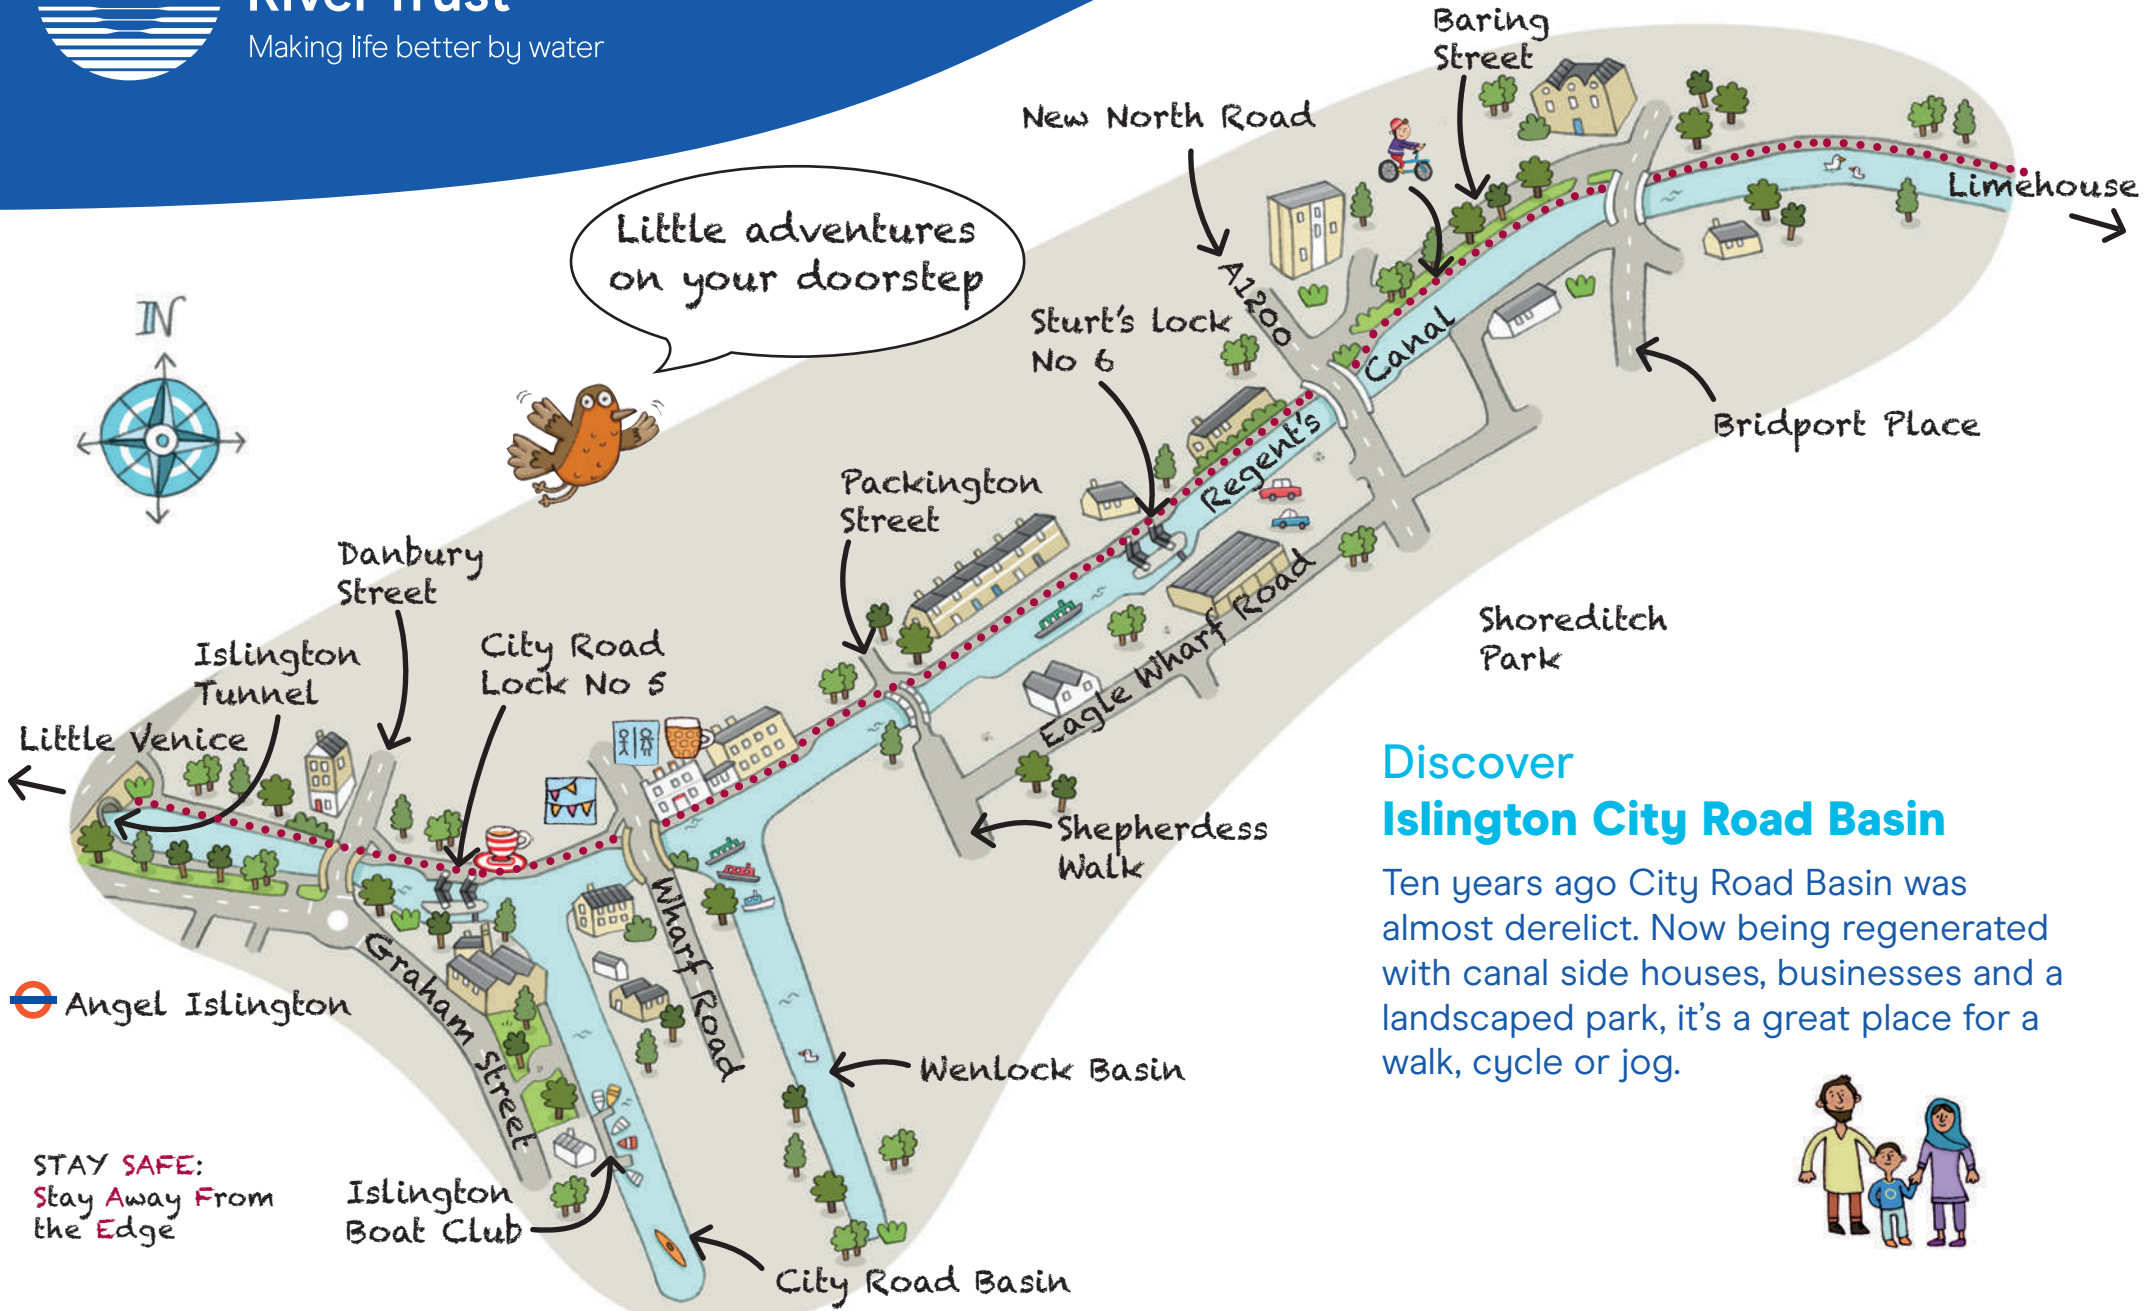 River Trust
Making life better by water
Baring
Street
New North Road
Limehouse
Little adventures
on your doorstep
A1200
N
Sturt's Lock
No 6
Canal
Bridport Place
Regent's
Packington
Street
Danbury
Street
Shoreditch
Park
Eagle Wharf Road
City Road
Lock No 5
Islington
Tunnel
Little Venice
Shepherdess
Walk
Discover
Islington City Road Basin
Ten years ago City Road Basin was
almost derelict. Now being regenerated
with canal side houses, businesses and a
landscaped park, it's a great place for a
walk, cycle or jog.
Wharf Road
Graham Street
Angel Islington
Wenlock Basin
STAY SAFE:
Stay Away From
the Edge
Islington
Boat Club
City Road Basin